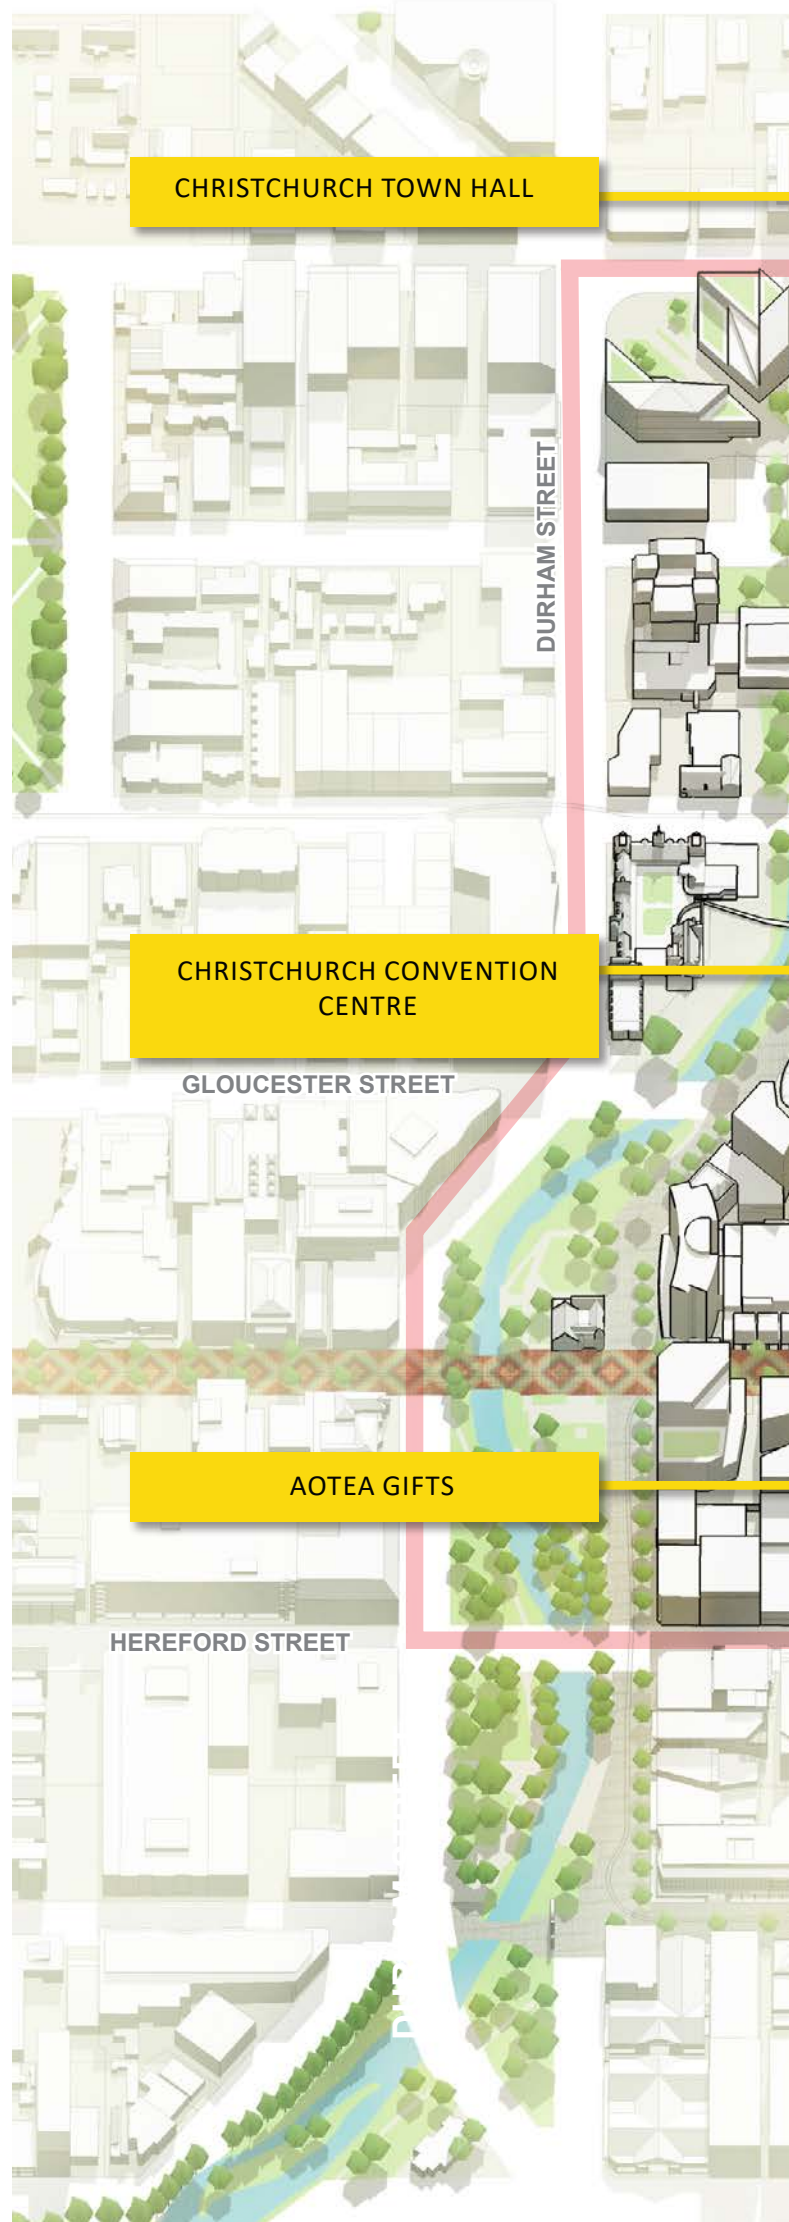 CHRISTCHURCH TOWN HALL
DURHAM STREET
CHRISTCHURCH CONVENTION
CENTRE
GLOUCESTER STREET
AOTEA GIFTS
HEREFORD STREET